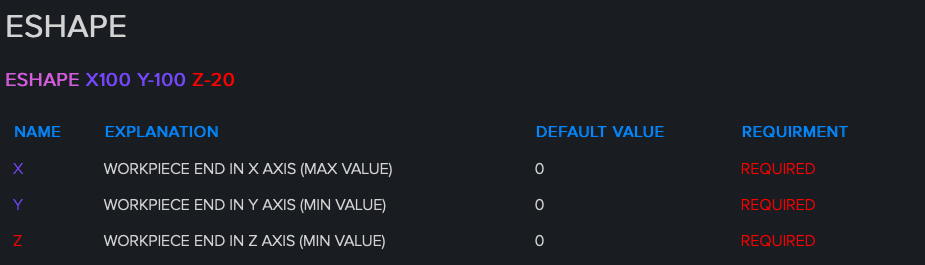 ESHAPE
ESHAPE X100 Y-100 Z-20
NAME EXPLANATION DEFAULT VALUE REQUIRMENT
X WORKPIECE END IN X AXIS (MAX VALUE) 0 REQUIRED
Y WORKPIECE END IN Y AXIS (MIN VALUE) 0 REQUIRED
Z WORKPIECE END IN Z AXIS (MIN VALUE) 0 REQUIRED